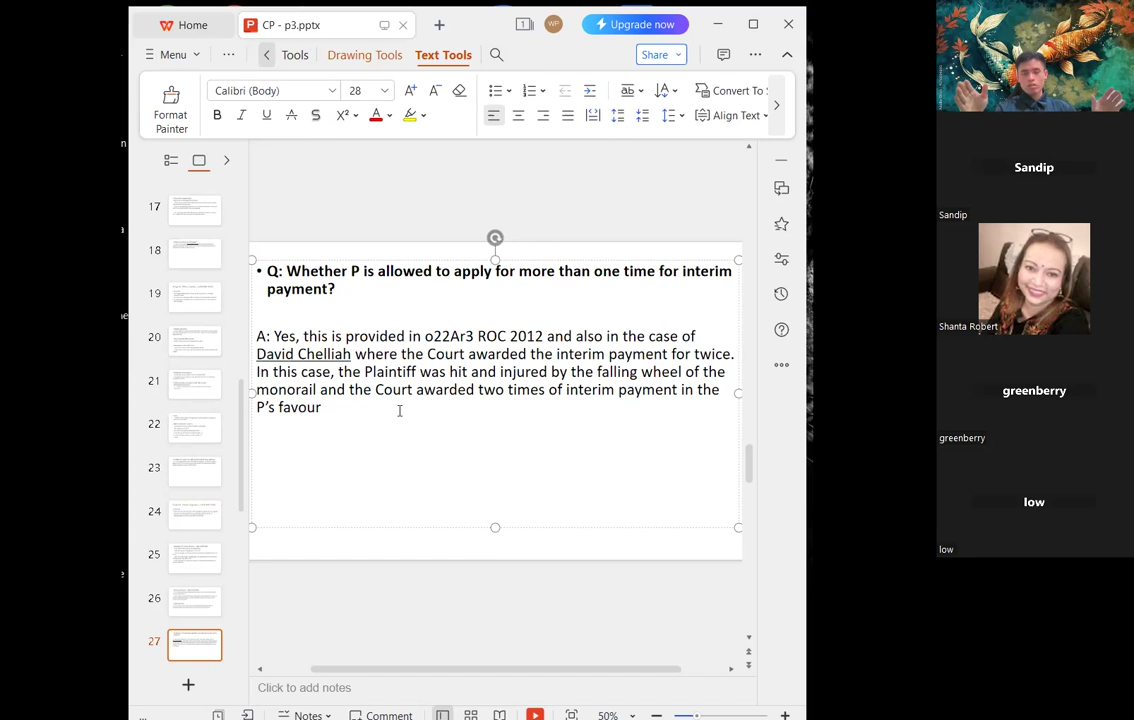 Home
CP - p3.pptx
1
WP
Upgrade now
Menu
Tools
Drawing Tools
Text Tools
Share
Format
Painter
Calibri (Body)
28
A+
A-
B
I
U
A
S
X²
A
ab
A
Convert To
Align Text
17
18
19
20
21
22
23
24
25
26
27
• Q: Whether P is allowed to apply for more than one time for interim
payment?
A: Yes, this is provided in o22Ar3 ROC 2012 and also in the case of
David Chelliah where the Court awarded the interim payment for twice.
In this case, the Plaintiff was hit and injured by the falling wheel of the
monorail and the Court awarded two times of interim payment in the
P's favour
Click to add notes
Notes
Comment
50%
Sandip
Sandip
Shanta Robert
greenberry
greenberry
low
low